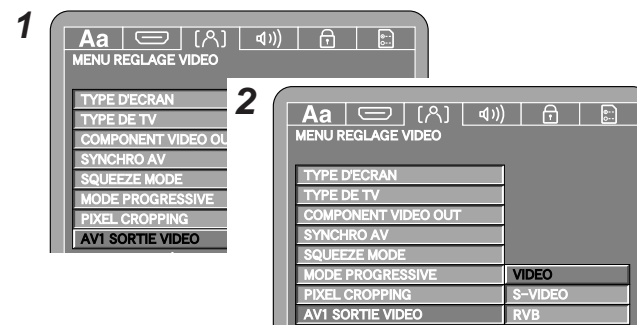 1
Aa
MENU REGLAGE VIDEO
TYPE D'ECRAN
TYPE DE TV
COMPONENT VIDEO OU
SYNCHRO AV
SQUEEZE MODE
MODE PROGRESSIVE
PIXEL CROPPING
AV1 SORTIE VIDEO
2
Aa
MENU REGLAGE VIDEO
TYPE D'ECRAN
TYPE DE TV
COMPONENT VIDEO OUT
SYNCHRO AV
SQUEEZE MODE
MODE PROGRESSIVE VIDEO
PIXEL CROPPING S-VIDEO
AV1 SORTIE VIDEO RVB